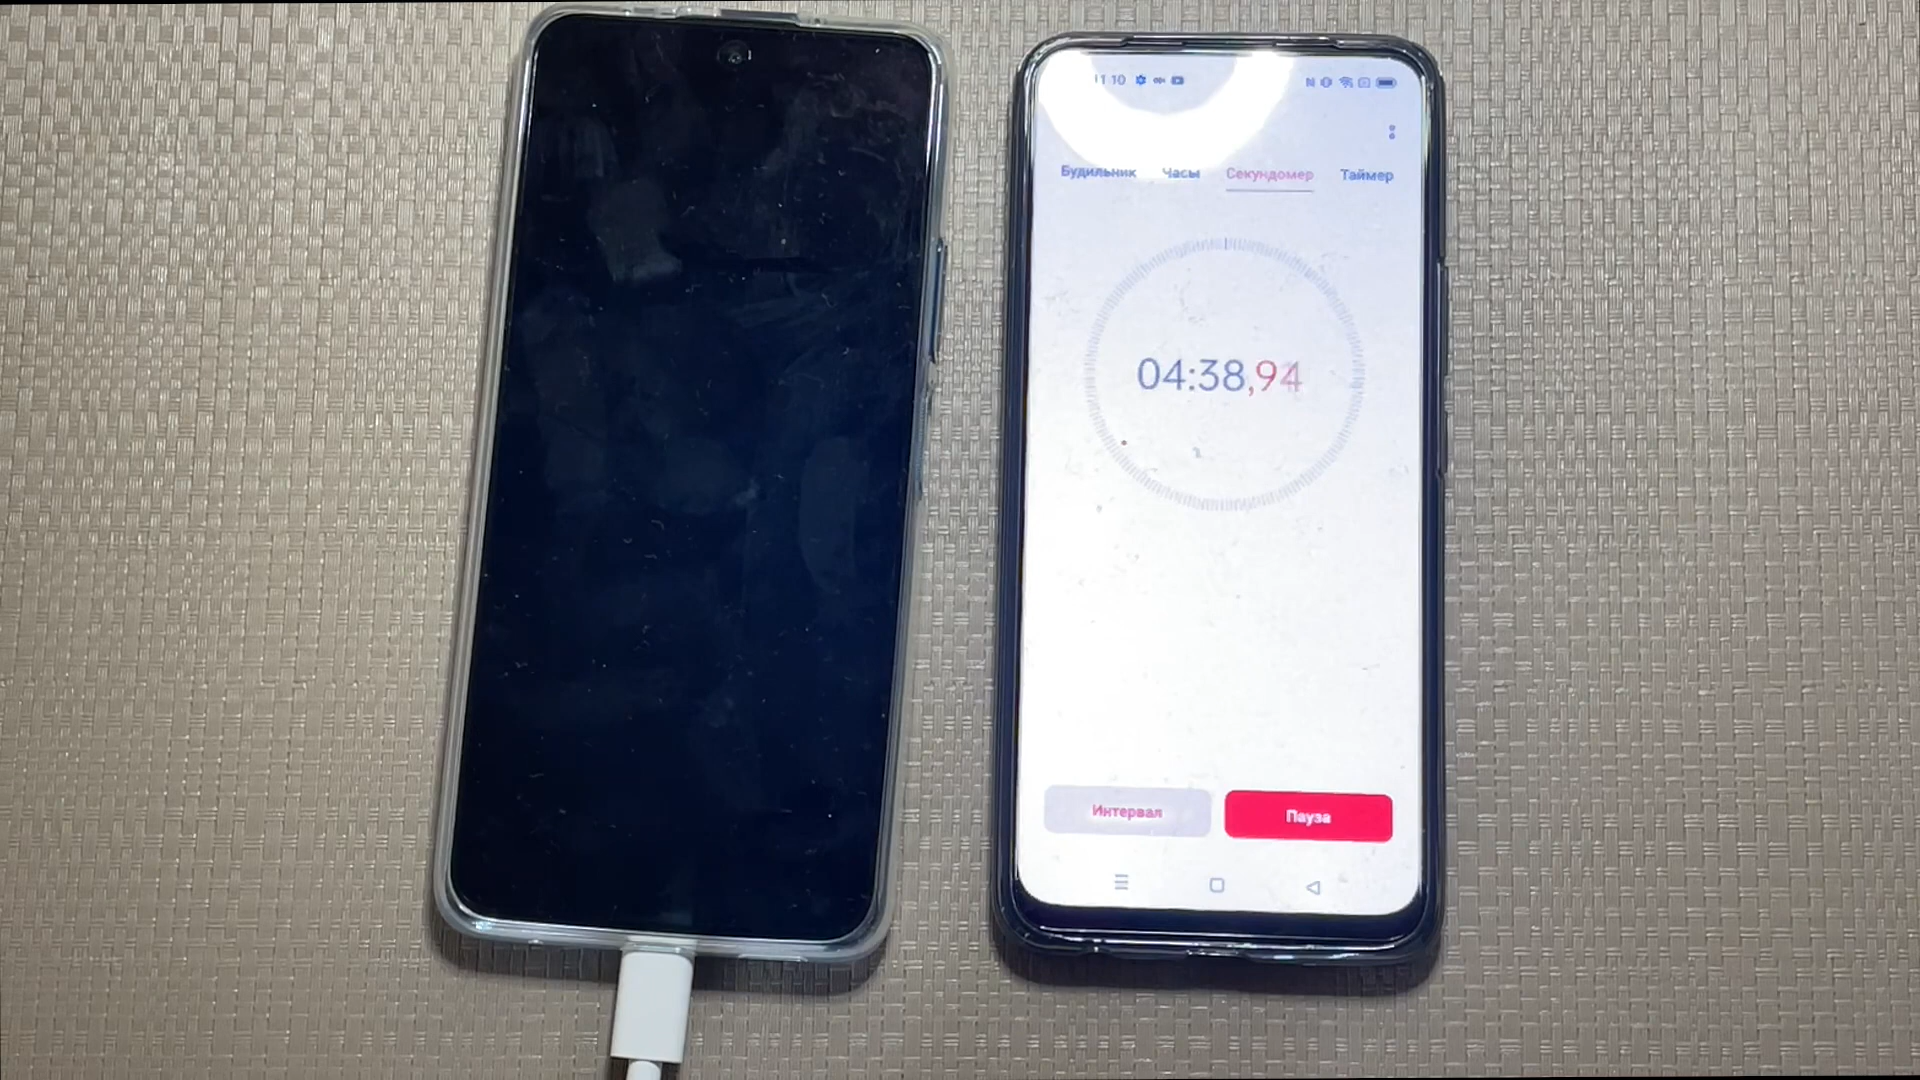 11 10
Будильник Часы Секундомер Таймер
04:38,94
Интервал Пауза